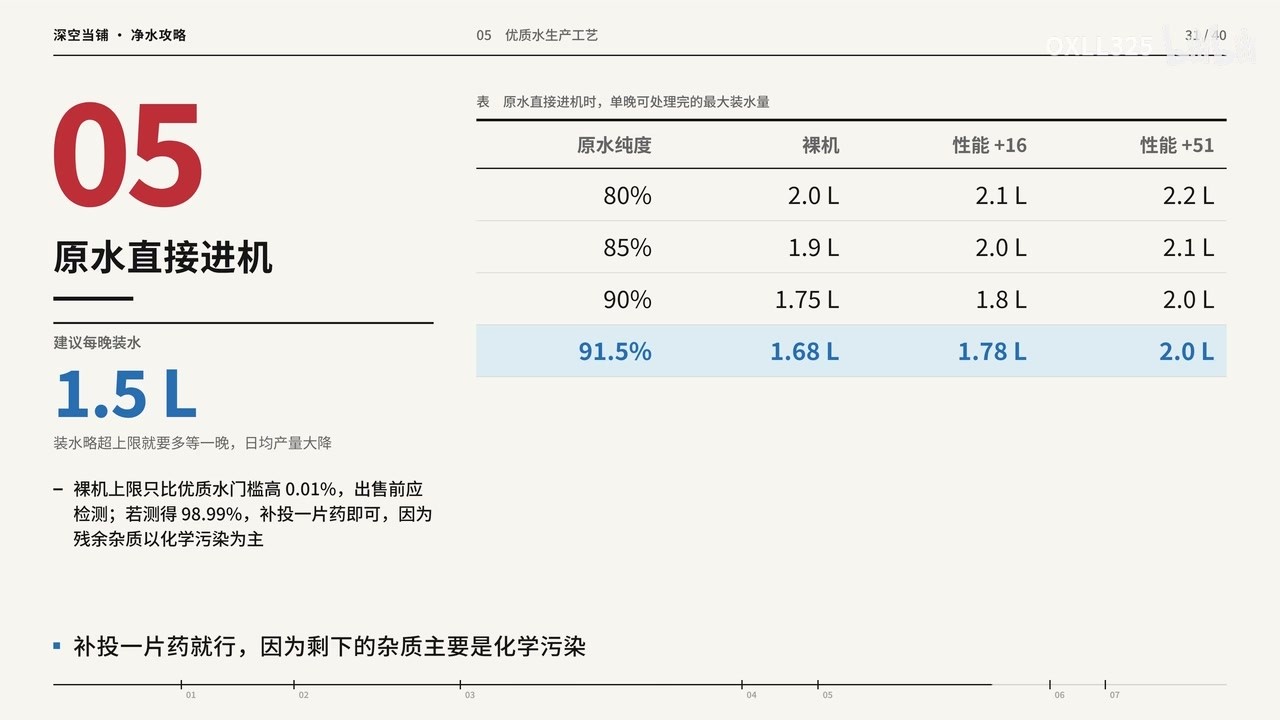 深空当铺 · 净水攻略
05 优质水生产工艺
31 / 40
QXLL325
05
原水直接进机
建议每晚装水
1.5 L
装水略超上限就要多等一晚，日均产量大降
– 裸机上限只比优质水门槛高 0.01%，出售前应
检测；若测得 98.99%，补投一片药即可，因为
残余杂质以化学污染为主
表 原水直接进机时，单晚可处理完的最大装水量
原水纯度 裸机 性能 +16 性能 +51
80% 2.0 L 2.1 L 2.2 L
85% 1.9 L 2.0 L 2.1 L
90% 1.75 L 1.8 L 2.0 L
91.5% 1.68 L 1.78 L 2.0 L
▪ 补投一片药就行，因为剩下的杂质主要是化学污染
01 02 03 04 05 06 07